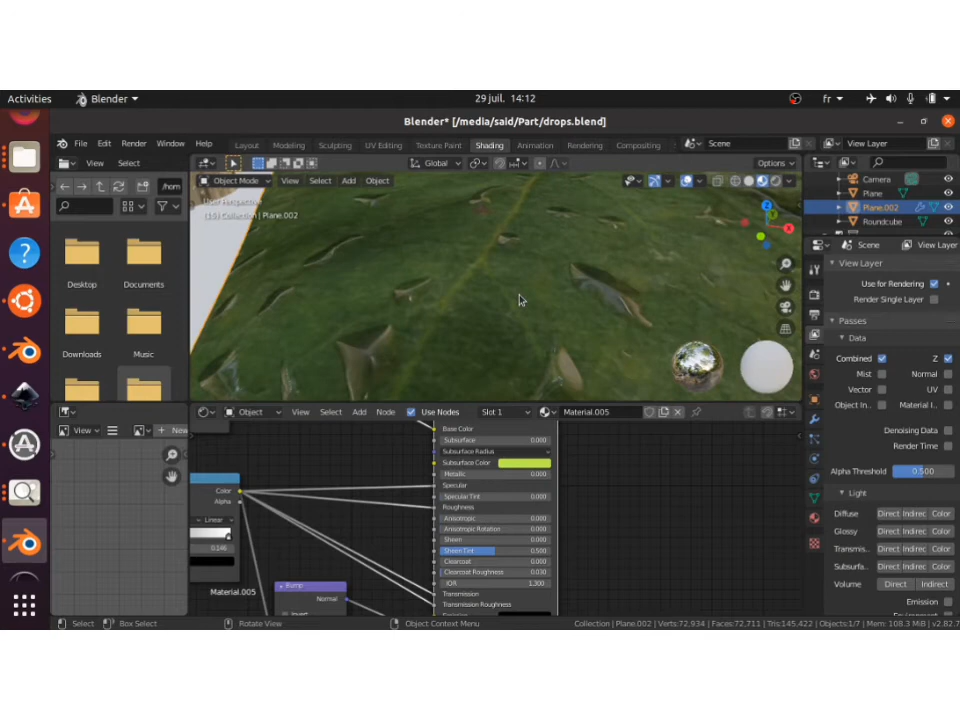 Activities Blender 29 juil. 14:12 fr
Blender* [/media/said/Part/drops.blend]
File Edit Render Window Help Layout Modeling Sculpting UV Editing Texture Paint Shading Animation Rendering Compositing Scene View Layer
View Select Global Options
/hom Object Mode View Select Add Object
User Perspective
(15) Collection | Plane.002
Camera
Plane
Plane.002
Roundcube
Scene View Layer
View Layer
Use for Rendering
Render Single Layer
Passes
Data
Combined Z
Mist Normal
Vector UV
Object In.. Material I..
Denoising Data
Render Time
Alpha Threshold 0.500
Light
Diffuse Direct Indirec Color
Glossy Direct Indirec Color
Transmis.. Direct Indirec Color
Subsurfa.. Direct Indirec Color
Volume Direct Indirect
Emission
Desktop Documents
Downloads Music
View New
Object View Select Add Node Use Nodes Slot 1 Material.005
Base Color
Subsurface 0.000
Subsurface Radius
Subsurface Color
Metallic 0.000
Specular
Specular Tint 0.000
Roughness
Anisotropic 0.000
Anisotropic Rotation 0.000
Sheen 0.000
Sheen Tint 0.500
Clearcoat 0.000
Clearcoat Roughness 0.030
IOR 1.300
Transmission
Transmission Roughness
Color
Alpha
Linear
0.146
Material.005
Bump
Normal
Invert
Select Box Select Rotate View Object Context Menu Collection | Plane.002 | Verts:72,934 | Faces:72,711 | Tris:145,422 | Objects:1/7 | Mem: 108.3 MiB | v2.82.7